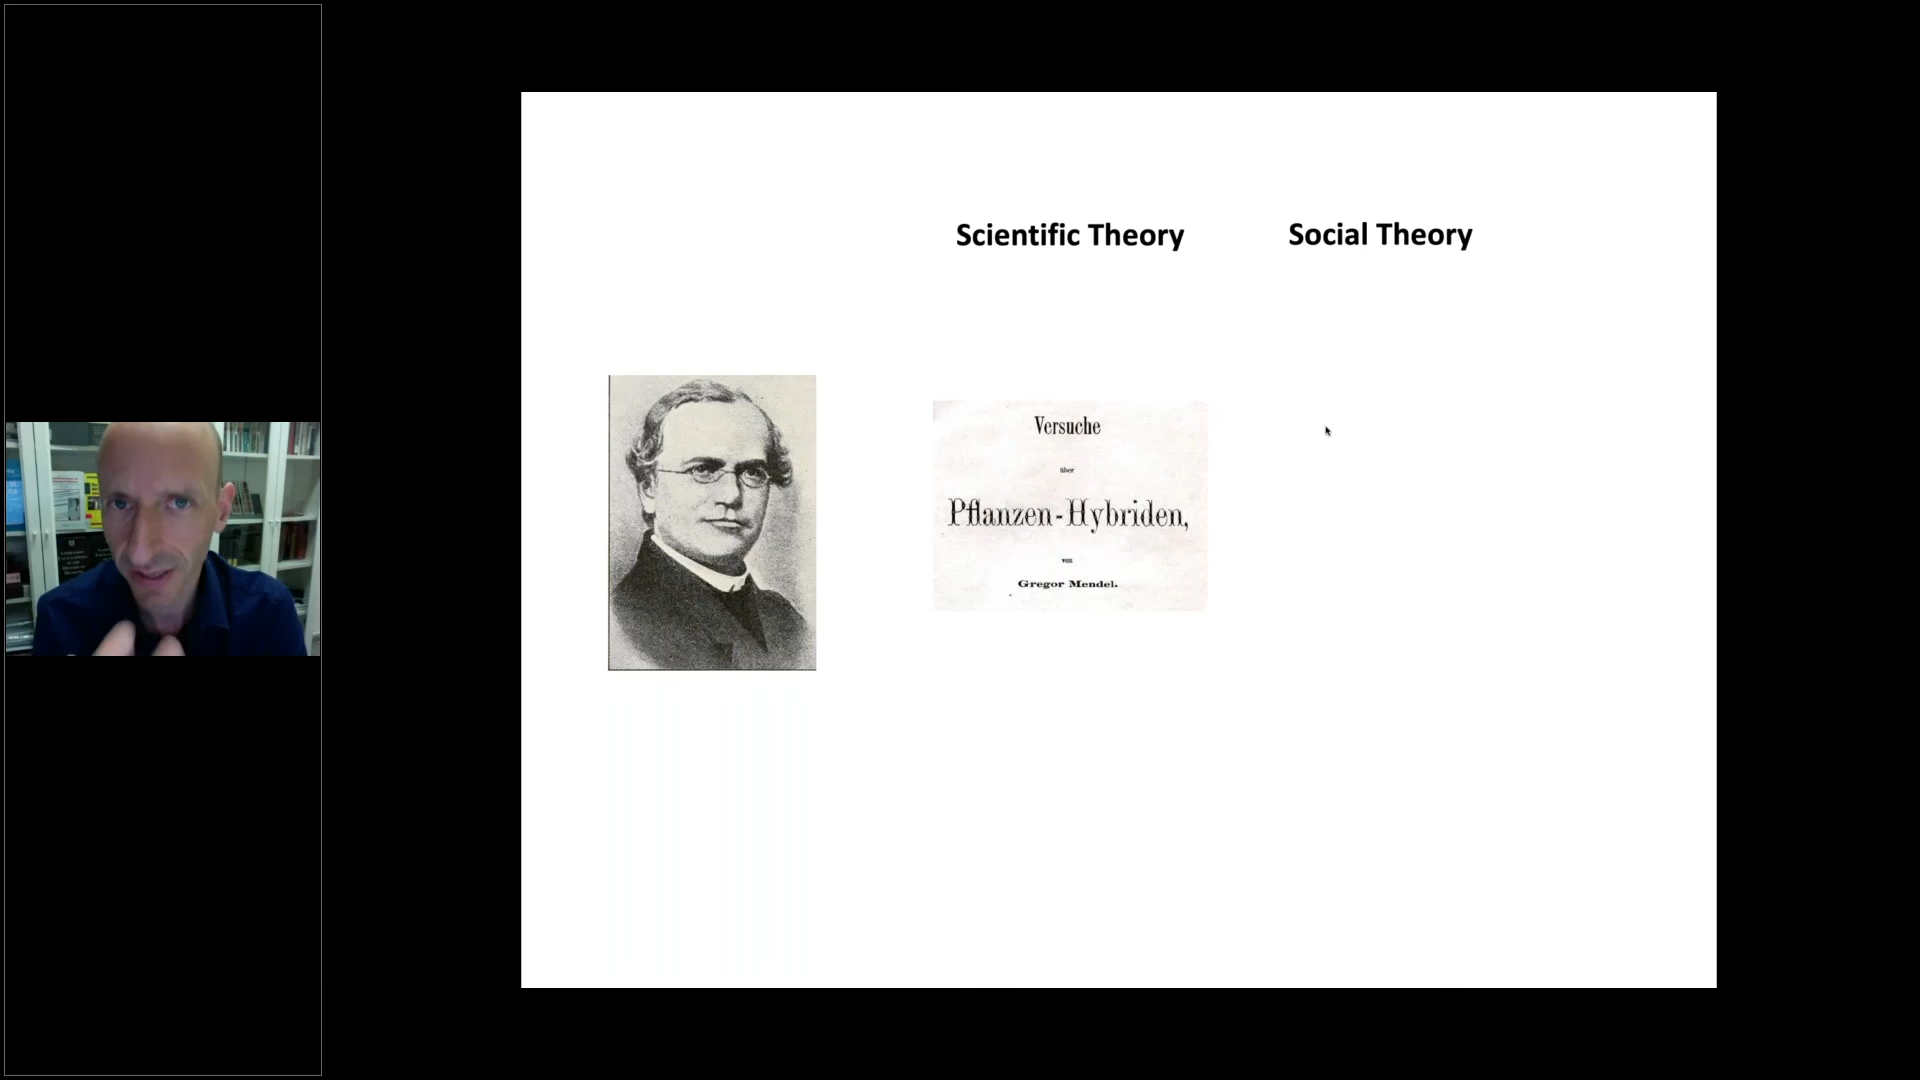 Scientific Theory
Social Theory
Versuche
über
Pflanzen-Hybriden,
von
Gregor Mendel.